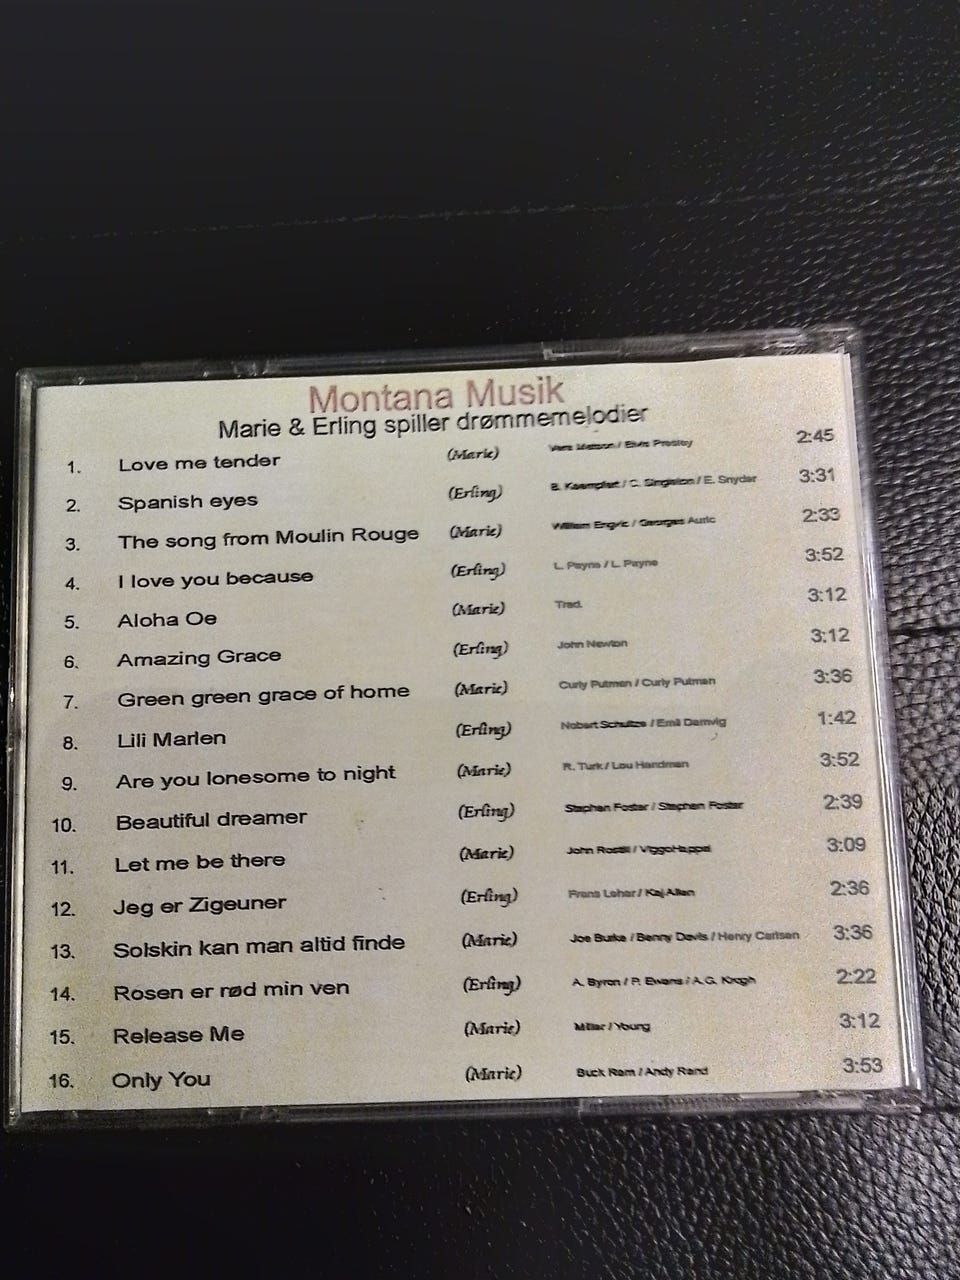 Montana Musik
Marie & Erling spiller drømmemelodier
1. Love me tender (Marie) Vera Matson / Elvis Presley 2:45
2. Spanish eyes (Erling) B. Kaempfert / C. Singleton / E. Snyder 3:31
3. The song from Moulin Rouge (Marie) William Engvic / Georges Auric 2:33
4. I love you because (Erling) L. Payne / L. Payne 3:52
5. Aloha Oe (Marie) Trad. 3:12
6. Amazing Grace (Erling) John Newton 3:12
7. Green green grace of home (Marie) Curly Putman / Curly Putman 3:36
8. Lili Marlen (Erling) Nobert Schultze / Emil Damvig 1:42
9. Are you lonesome to night (Marie) R. Turk / Lou Handman 3:52
10. Beautiful dreamer (Erling) Stephen Foster / Stephen Foster 2:39
11. Let me be there (Marie) John Rostill / 3:09
12. Jeg er Zigeuner (Erling) Frans Lehar / Kaj Allan 2:36
13. Solskin kan man altid finde (Marie) Joe Burke / Benny Davis / Henry Carlsen 3:36
14. Rosen er rød min ven (Erling) A. Byron / P. Ewans / A.G. Krogh 2:22
15. Release Me (Marie) Miller / Young 3:12
16. Only You (Marie) Buck Ram / Andy Rand 3:53